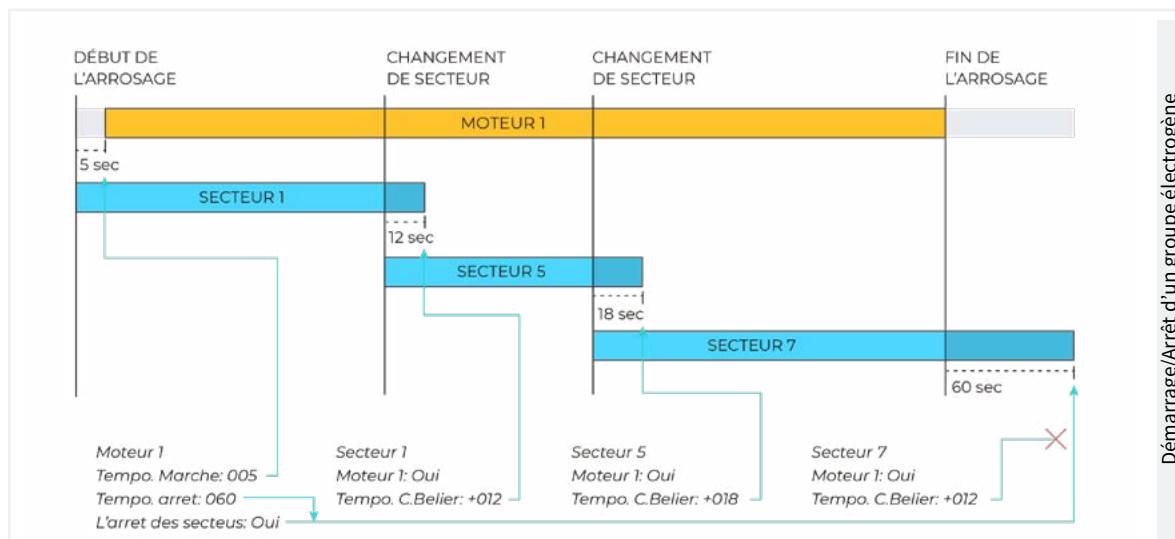 DÉBUT DE
L'ARROSAGE
CHANGEMENT
DE SECTEUR
CHANGEMENT
DE SECTEUR
FIN DE
L'ARROSAGE
MOTEUR 1
5 sec
SECTEUR 1
12 sec
SECTEUR 5
18 sec
SECTEUR 7
60 sec
Moteur 1
Tempo. Marche: 005
Tempo. arret: 060
L'arret des secteus: Oui
Secteur 1
Moteur 1: Oui
Tempo. C.Belier: +012
Secteur 5
Moteur 1: Oui
Tempo. C.Belier: +018
Secteur 7
Moteur 1: Oui
Tempo. C.Belier: +012
Démarrage/Arrêt d'un groupe électrogène